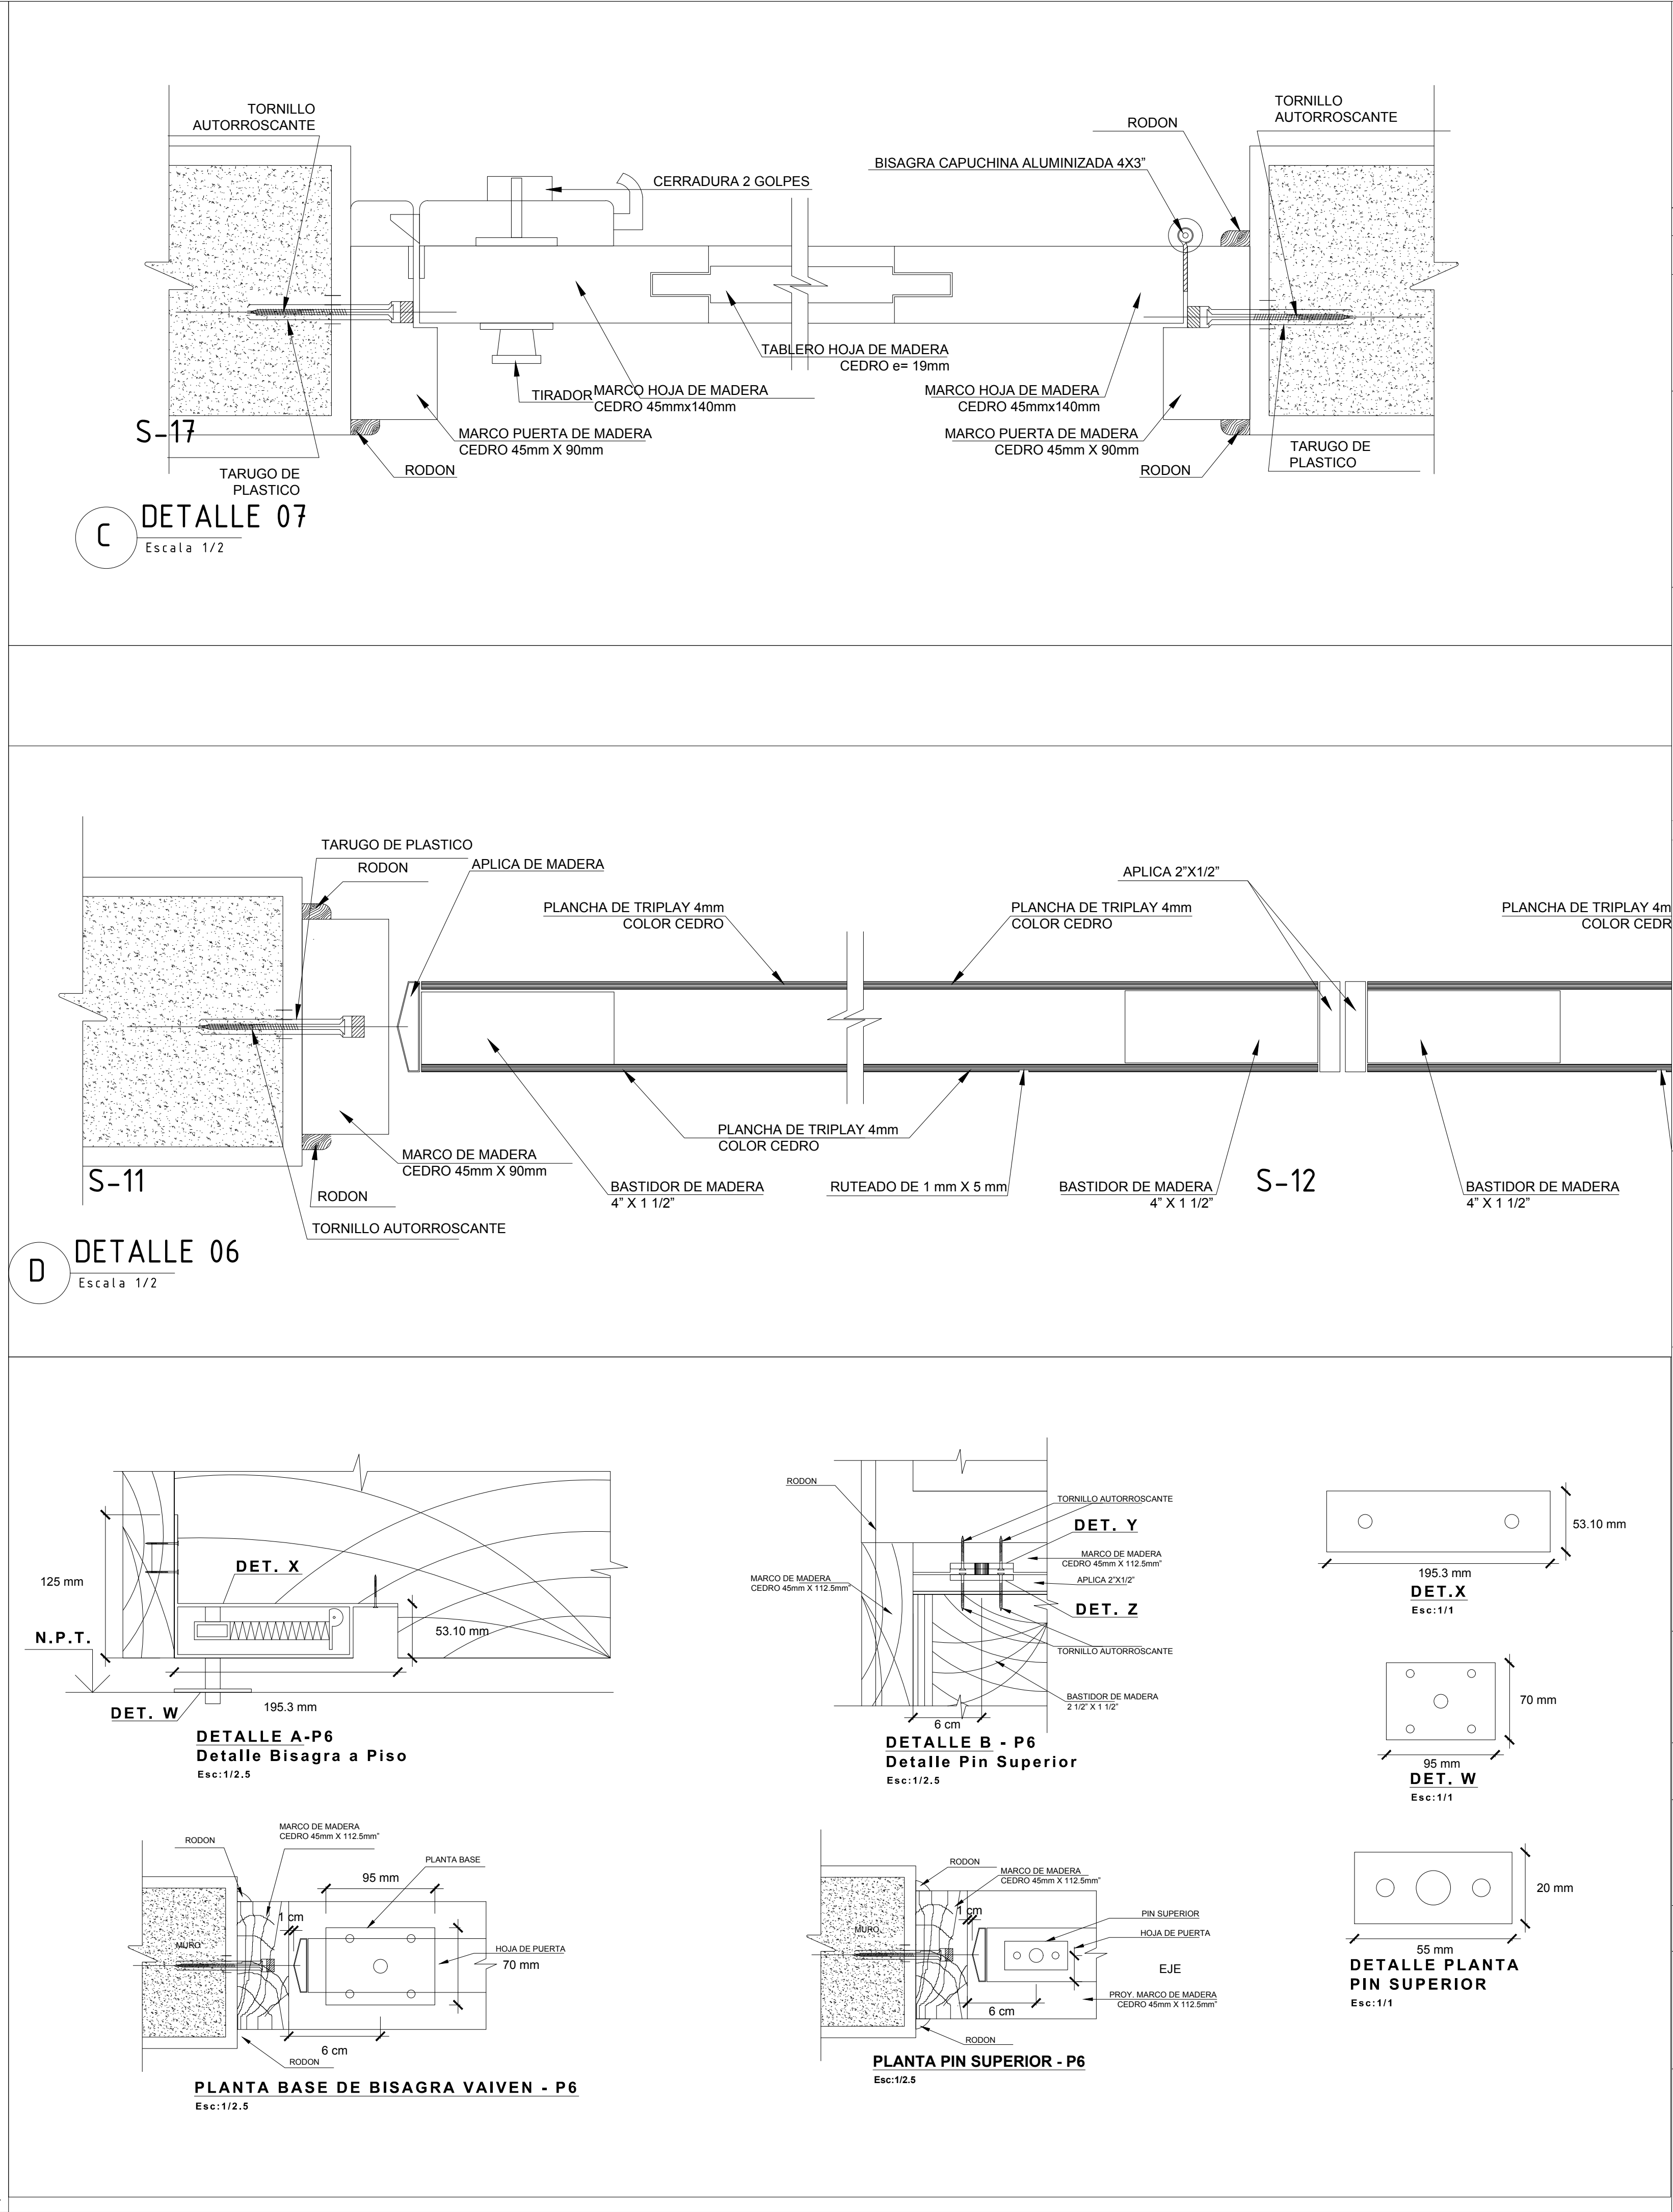 TORNILLO
AUTORROSCANTE
CERRADURA 2 GOLPES
BISAGRA CAPUCHINA ALUMINIZADA 4X3”
RODON
TORNILLO
AUTORROSCANTE
TABLERO HOJA DE MADERA
CEDRO e= 19mm
TIRADOR
MARCO HOJA DE MADERA
CEDRO 45mmx140mm
MARCO HOJA DE MADERA
CEDRO 45mmx140mm
S-17
MARCO PUERTA DE MADERA
CEDRO 45mm X 90mm
MARCO PUERTA DE MADERA
CEDRO 45mm X 90mm
TARUGO DE
PLASTICO
RODON
RODON
TARUGO DE
PLASTICO
C
DETALLE 07
Escala 1/2
TARUGO DE PLASTICO
RODON
APLICA DE MADERA
APLICA 2”X1/2”
PLANCHA DE TRIPLAY 4mm
COLOR CEDRO
PLANCHA DE TRIPLAY 4mm
COLOR CEDRO
PLANCHA DE TRIPLAY 4m
COLOR CEDR
PLANCHA DE TRIPLAY 4mm
COLOR CEDRO
MARCO DE MADERA
CEDRO 45mm X 90mm
S-11
RODON
BASTIDOR DE MADERA
4” X 1 1/2”
RUTEADO DE 1 mm X 5 mm
BASTIDOR DE MADERA
4” X 1 1/2”
S-12
BASTIDOR DE MADERA
4” X 1 1/2”
TORNILLO AUTORROSCANTE
D
DETALLE 06
Escala 1/2
125 mm
DET. X
53.10 mm
N.P.T.
DET. W
195.3 mm
DETALLE A-P6
Detalle Bisagra a Piso
Esc:1/2.5
RODON
TORNILLO AUTORROSCANTE
DET. Y
MARCO DE MADERA
CEDRO 45mm X 112.5mm”
MARCO DE MADERA
CEDRO 45mm X 112.5mm”
APLICA 2”X1/2”
DET. Z
TORNILLO AUTORROSCANTE
BASTIDOR DE MADERA
2 1/2” X 1 1/2”
6 cm
DETALLE B - P6
Detalle Pin Superior
Esc:1/2.5
53.10 mm
195.3 mm
DET.X
Esc:1/1
70 mm
95 mm
DET. W
Esc:1/1
MARCO DE MADERA
CEDRO 45mm X 112.5mm”
RODON
PLANTA BASE
95 mm
1 cm
MURO
HOJA DE PUERTA
70 mm
6 cm
RODON
PLANTA BASE DE BISAGRA VAIVEN - P6
Esc:1/2.5
RODON
MARCO DE MADERA
CEDRO 45mm X 112.5mm”
1 cm
PIN SUPERIOR
MURO
HOJA DE PUERTA
EJE
PROY. MARCO DE MADERA
CEDRO 45mm X 112.5mm”
6 cm
RODON
PLANTA PIN SUPERIOR - P6
Esc:1/2.5
20 mm
55 mm
DETALLE PLANTA
PIN SUPERIOR
Esc:1/1